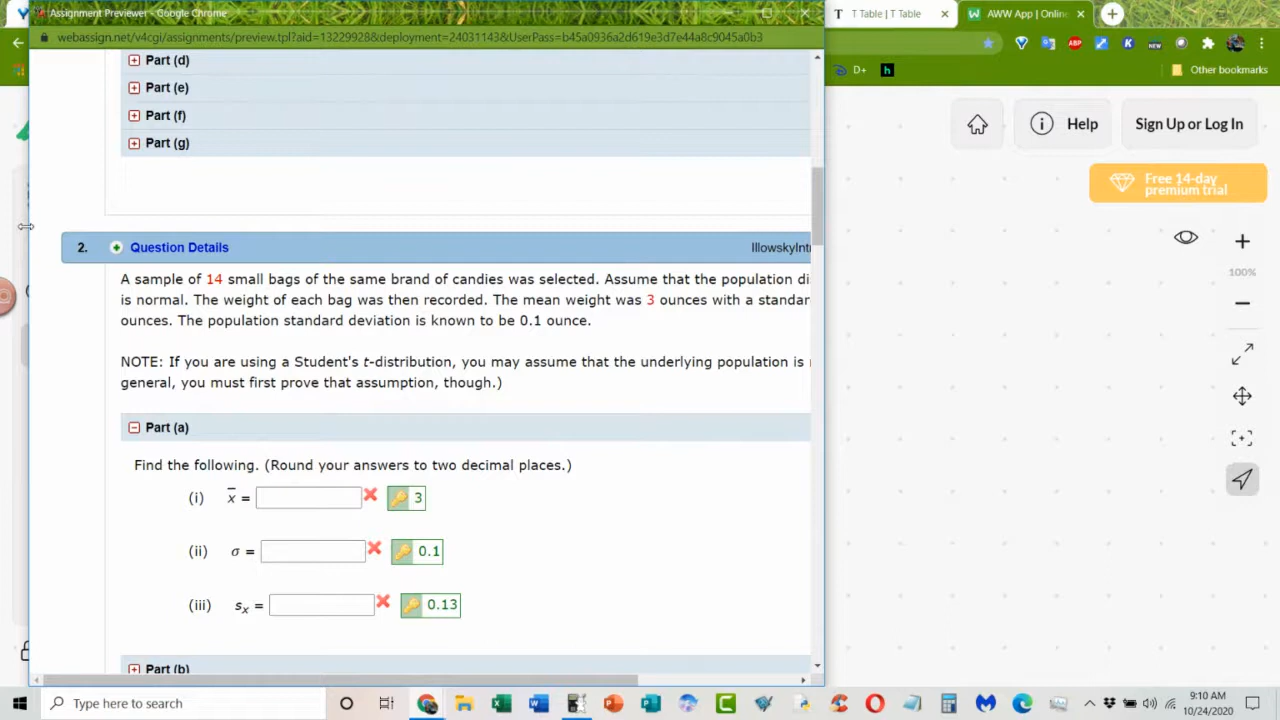 Assignment Previewer - Google Chrome
T Table | T Table
AWW App | Onlin
webassign.net/v4cgi/assignments/preview.tpl?aid=13229928&deployment=24031143&UserPass=b45a0936a2d619e3d7e44a8c9045a0b3
ABP
NEW
D+
h
Other bookmarks
Part (d)
Part (e)
Part (f)
Part (g)
Help
Sign Up or Log In
Free 14-day
premium trial
100%
2. Question Details IllowskyIntr
A sample of 14 small bags of the same brand of candies was selected. Assume that the population di
is normal. The weight of each bag was then recorded. The mean weight was 3 ounces with a standar
ounces. The population standard deviation is known to be 0.1 ounce.
NOTE: If you are using a Student's t-distribution, you may assume that the underlying population is
general, you must first prove that assumption, though.)
Part (a)
Find the following. (Round your answers to two decimal places.)
(i) x̅ = 3
(ii) σ = 0.1
(iii) sx = 0.13
Part (b)
Type here to search
9:10 AM
10/24/2020